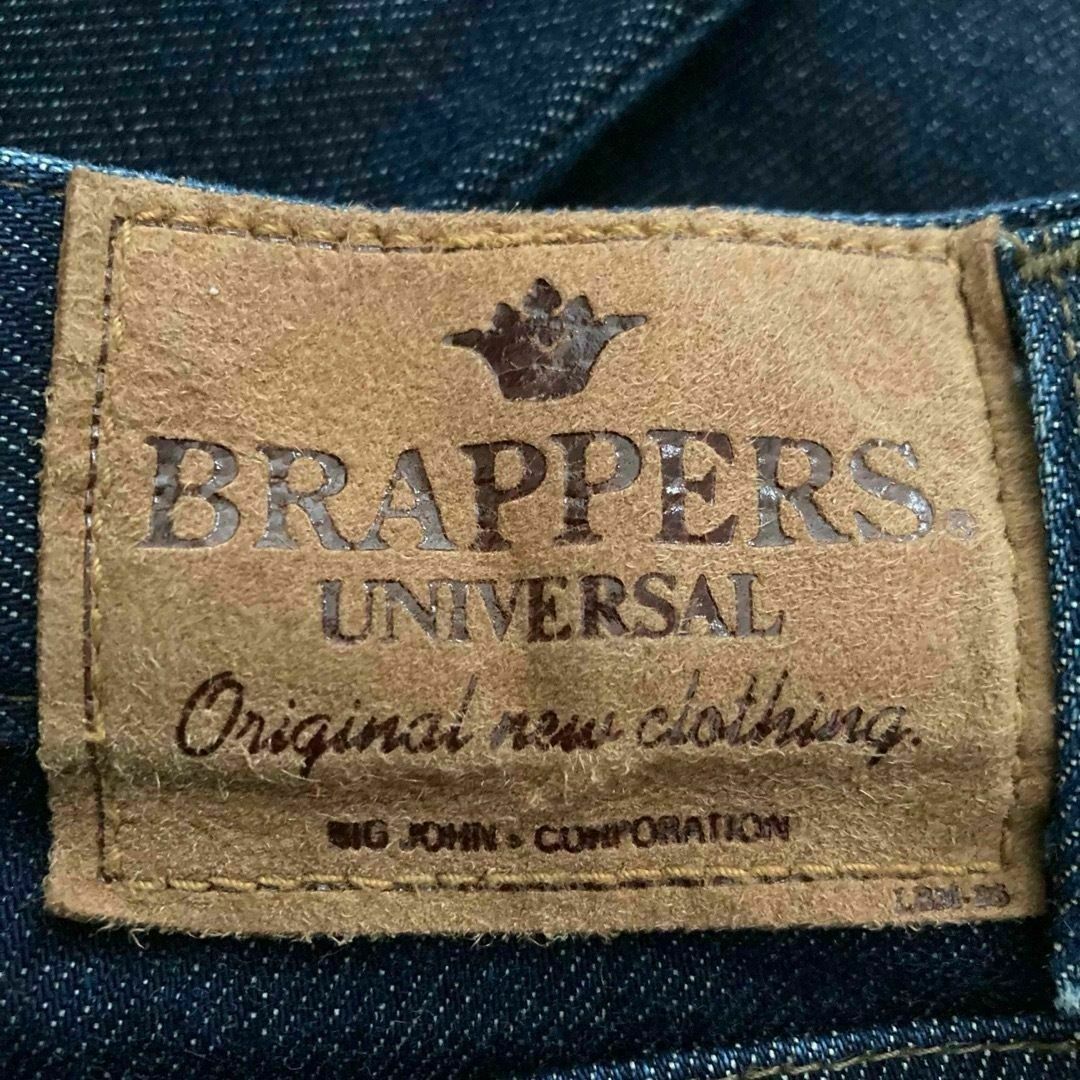 BRAPPERS.®
UNIVERSAL
Original new clothing.
BIG JOHN • CORPORATION